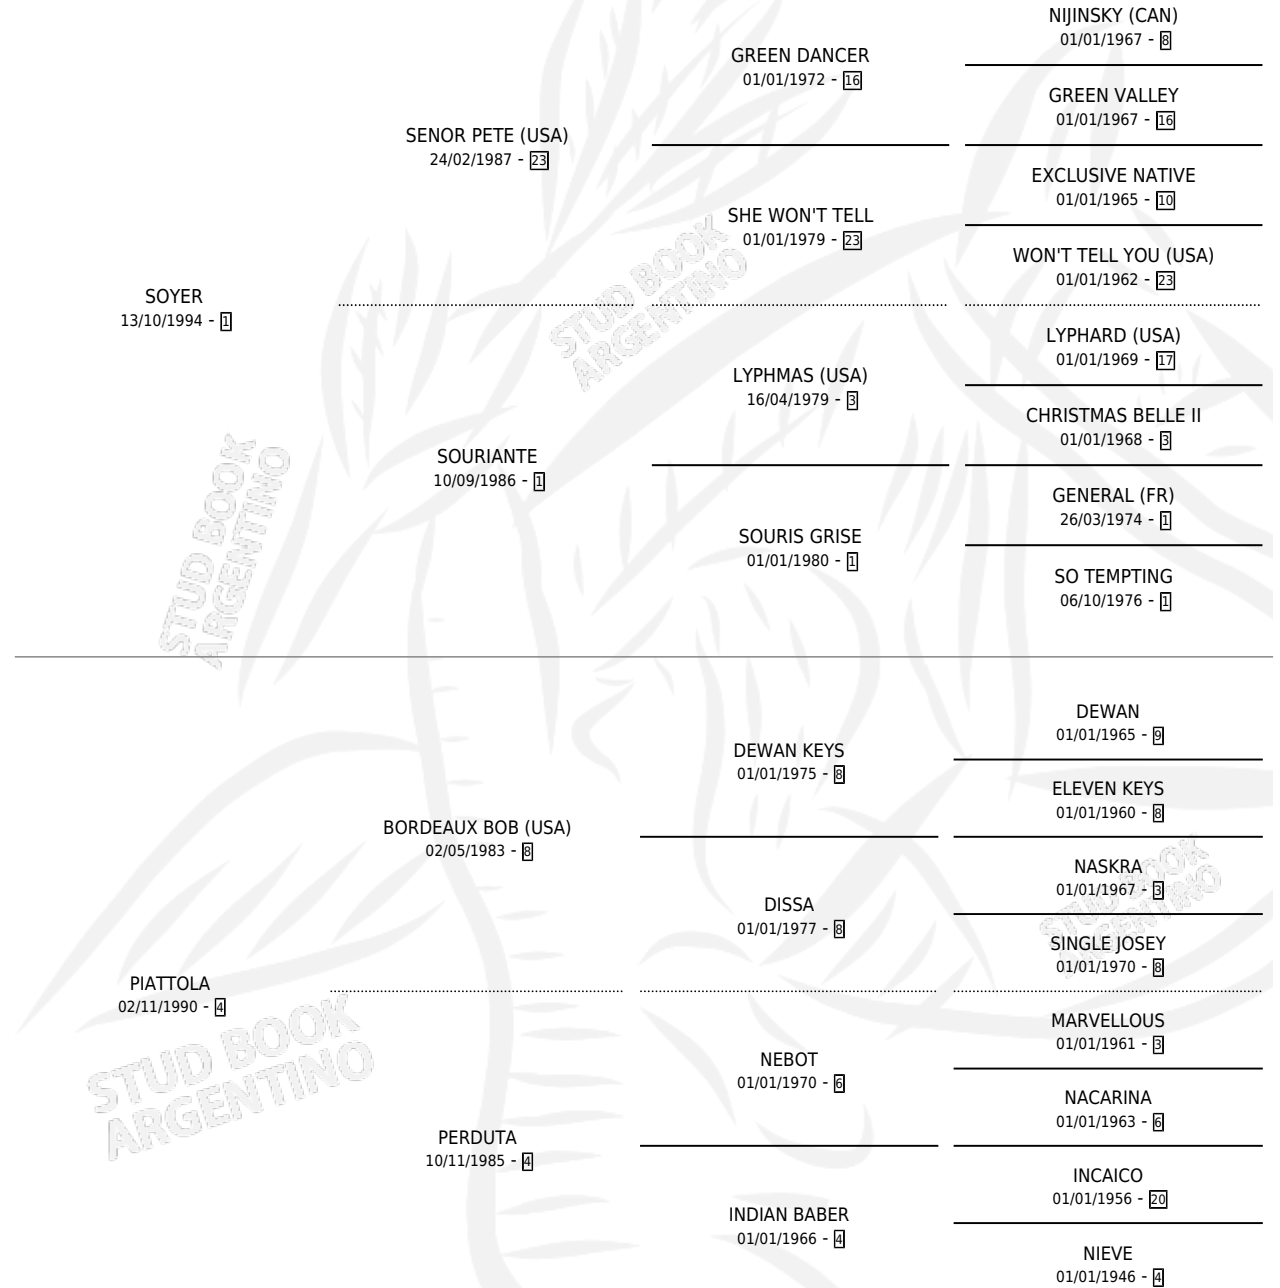 NIJINSKY (CAN)
01/01/1967 - 8
GREEN DANCER
01/01/1972 - 16
GREEN VALLEY
01/01/1967 - 16
SENOR PETE (USA)
24/02/1987 - 23
EXCLUSIVE NATIVE
01/01/1965 - 10
SHE WON'T TELL
01/01/1979 - 23
WON'T TELL YOU (USA)
01/01/1962 - 23
SOYER
13/10/1994 - 1
LYPHARD (USA)
01/01/1969 - 17
LYPHMAS (USA)
16/04/1979 - 3
CHRISTMAS BELLE II
01/01/1968 - 3
SOURIANTE
10/09/1986 - 1
GENERAL (FR)
26/03/1974 - 1
SOURIS GRISE
01/01/1980 - 1
SO TEMPTING
06/10/1976 - 1
STUD BOOK
ARGENTINO
STUD BOOK
ARGENTINO
DEWAN
01/01/1965 - 9
DEWAN KEYS
01/01/1975 - 8
ELEVEN KEYS
01/01/1960 - 8
BORDEAUX BOB (USA)
02/05/1983 - 8
NASKRA
01/01/1967 - 3
DISSA
01/01/1977 - 8
SINGLE JOSEY
01/01/1970 - 8
PIATTOLA
02/11/1990 - 4
MARVELLOUS
01/01/1961 - 3
NEBOT
01/01/1970 - 6
NACARINA
01/01/1963 - 6
PERDUTA
10/11/1985 - 4
INCAICO
01/01/1956 - 20
INDIAN BABER
01/01/1966 - 4
NIEVE
01/01/1946 - 4
STUD BOOK
ARGENTINO
STUD BOOK
ARGENTINO